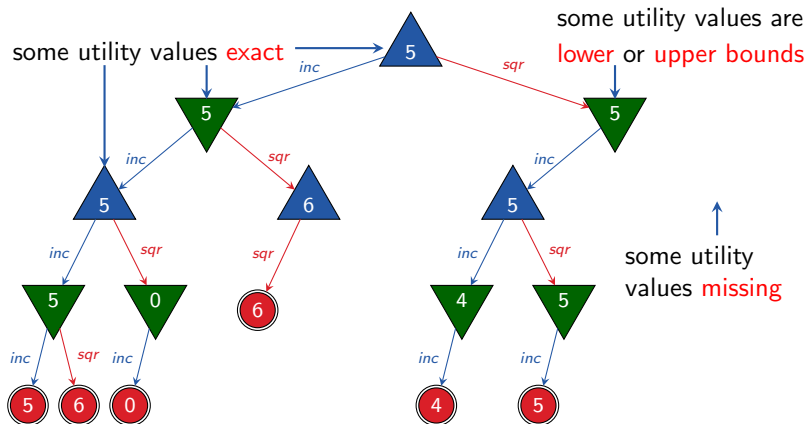 some utility values are
some utility values exact
lower or upper bounds
5
inc
sqr
5
5
inc
sqr
inc
5
6
5
inc
sqr
sqr
inc
sqr
some utility
values missing
5
0
6
4
5
inc
sqr
inc
inc
inc
5
6
0
4
5